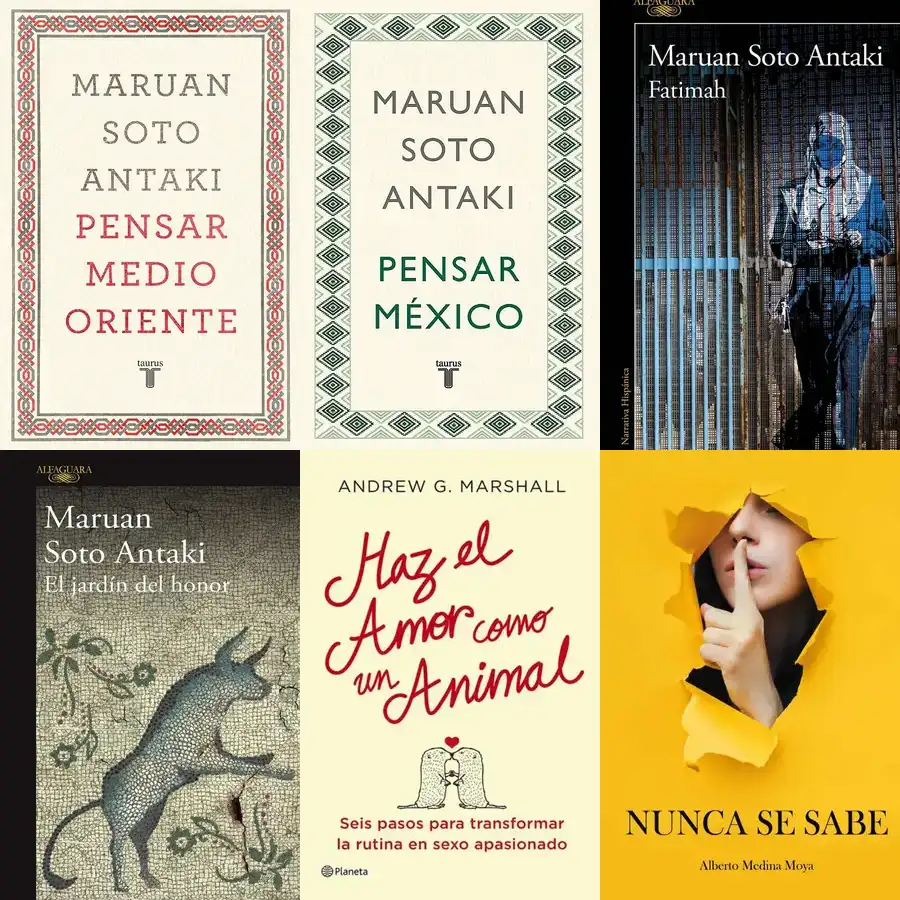 MARUAN
SOTO
ANTAKI
PENSAR
MEDIO
ORIENTE
taurus
MARUAN
SOTO
ANTAKI
PENSAR
MÉXICO
taurus
ALFAGUARA
Maruan Soto Antaki
Fatimah
Narrativa Hispánica
ALFAGUARA
Maruan
Soto Antaki
El jardín del honor
ANDREW G. MARSHALL
Haz el
Amor como
un Animal
Seis pasos para transformar
la rutina en sexo apasionado
Planeta
NUNCA SE SABE
Alberto Medina Moya